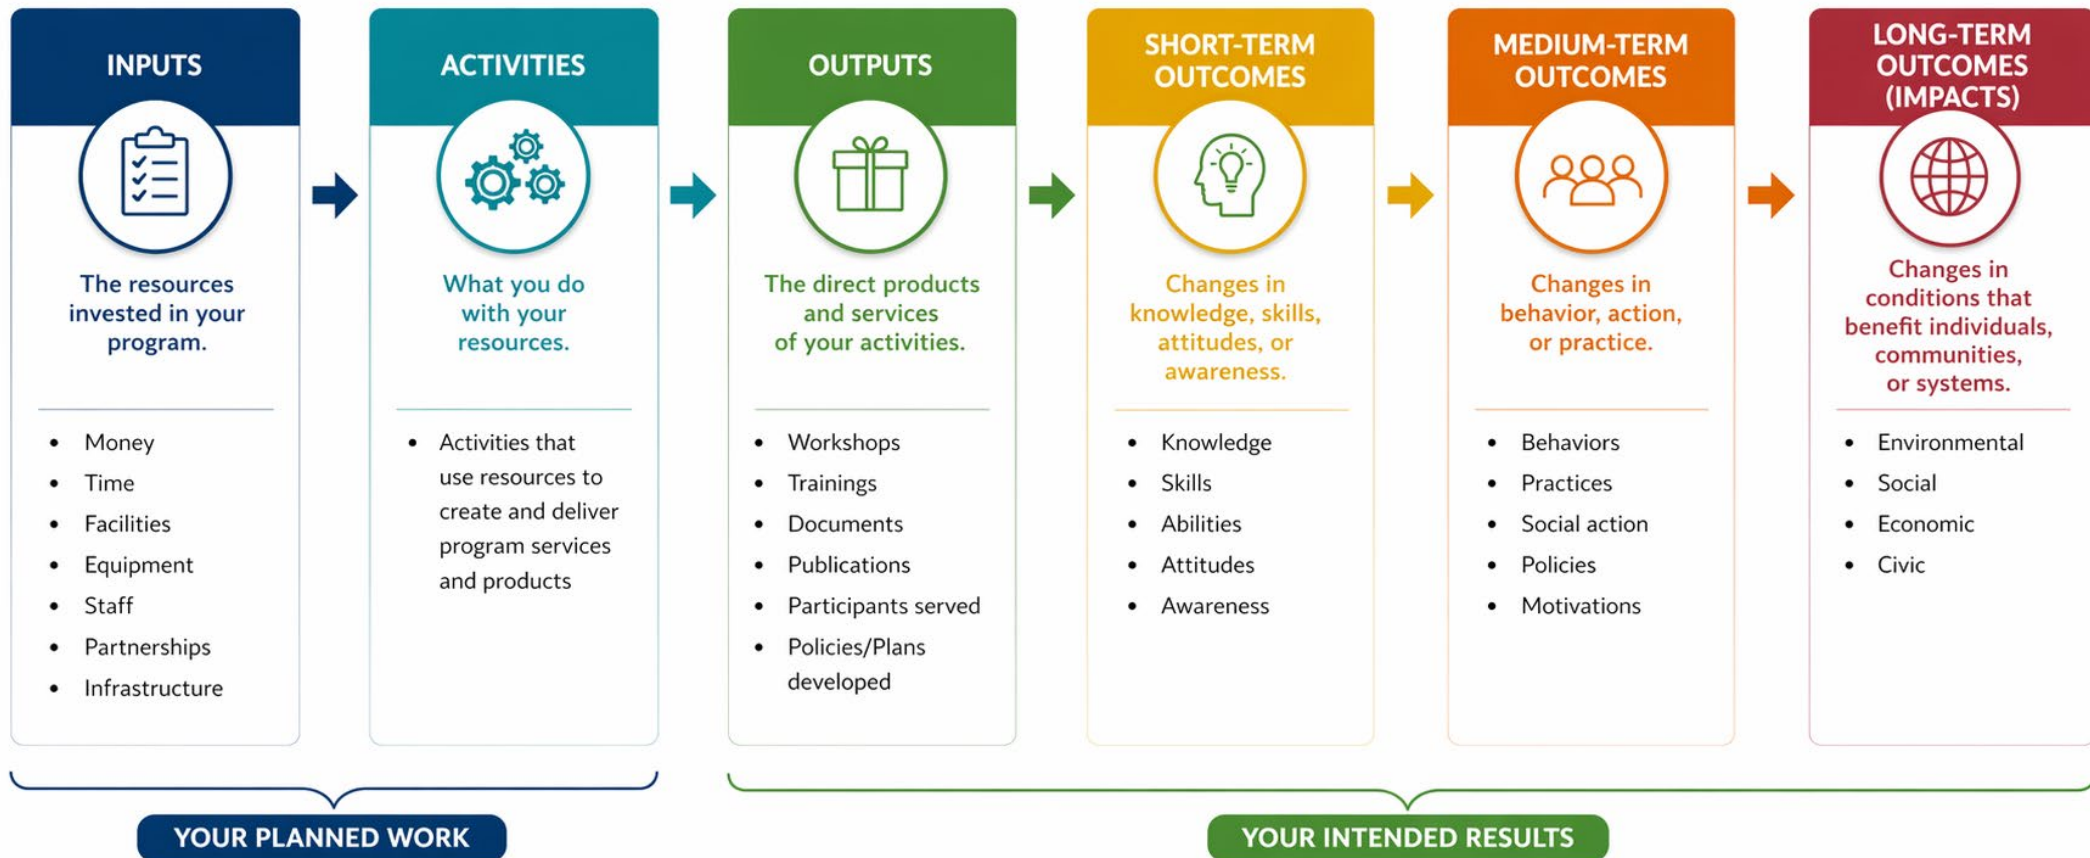 INPUTS
The resources
invested in your
program.
• Money
• Time
• Facilities
• Equipment
• Staff
• Partnerships
• Infrastructure
ACTIVITIES
What you do
with your
resources.
• Activities that
use resources to
create and deliver
program services
and products
OUTPUTS
The direct products
and services
of your activities.
• Workshops
• Trainings
• Documents
• Publications
• Participants served
• Policies/Plans
developed
SHORT-TERM
OUTCOMES
Changes in
knowledge, skills,
attitudes, or
awareness.
• Knowledge
• Skills
• Abilities
• Attitudes
• Awareness
MEDIUM-TERM
OUTCOMES
Changes in
behavior, action,
or practice.
• Behaviors
• Practices
• Social action
• Policies
• Motivations
LONG-TERM
OUTCOMES
(IMPACTS)
Changes in
conditions that
benefit individuals,
communities,
or systems.
• Environmental
• Social
• Economic
• Civic
YOUR PLANNED WORK
YOUR INTENDED RESULTS